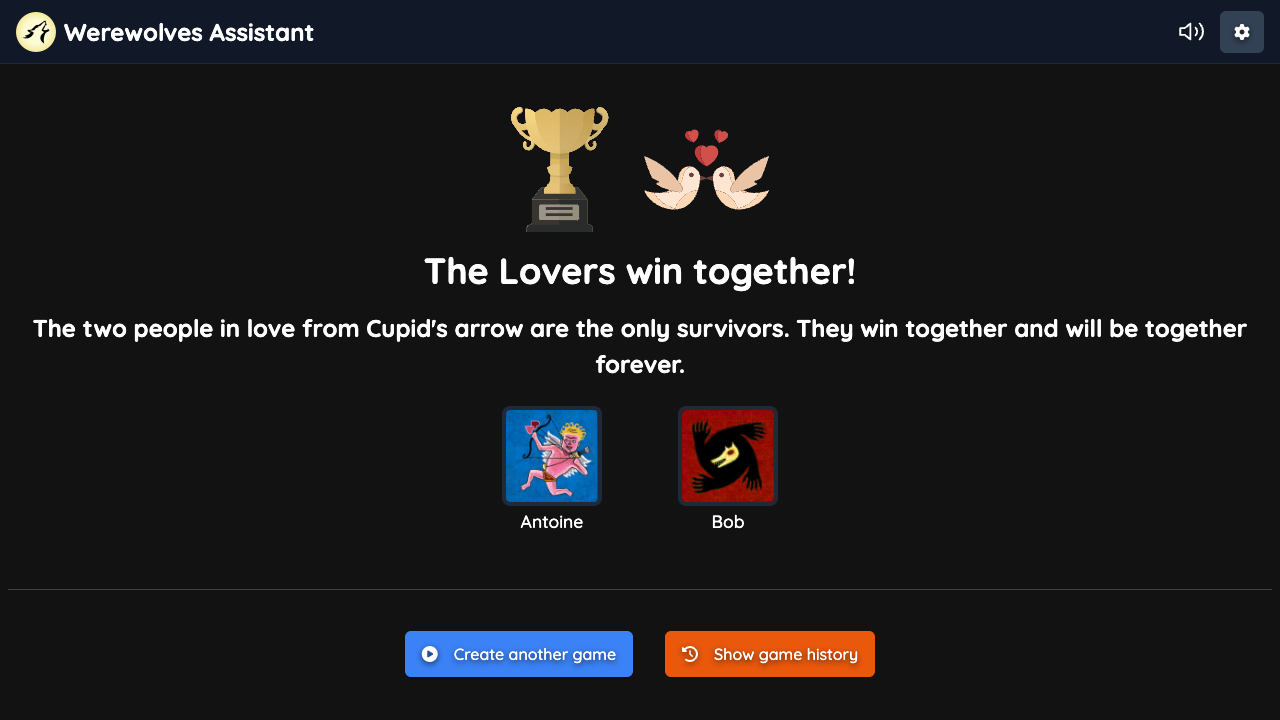 Werewolves Assistant
The Lovers win together!
The two people in love from Cupid's arrow are the only survivors. They win together and will be together
forever.
Antoine
Bob
Create another game
Show game history